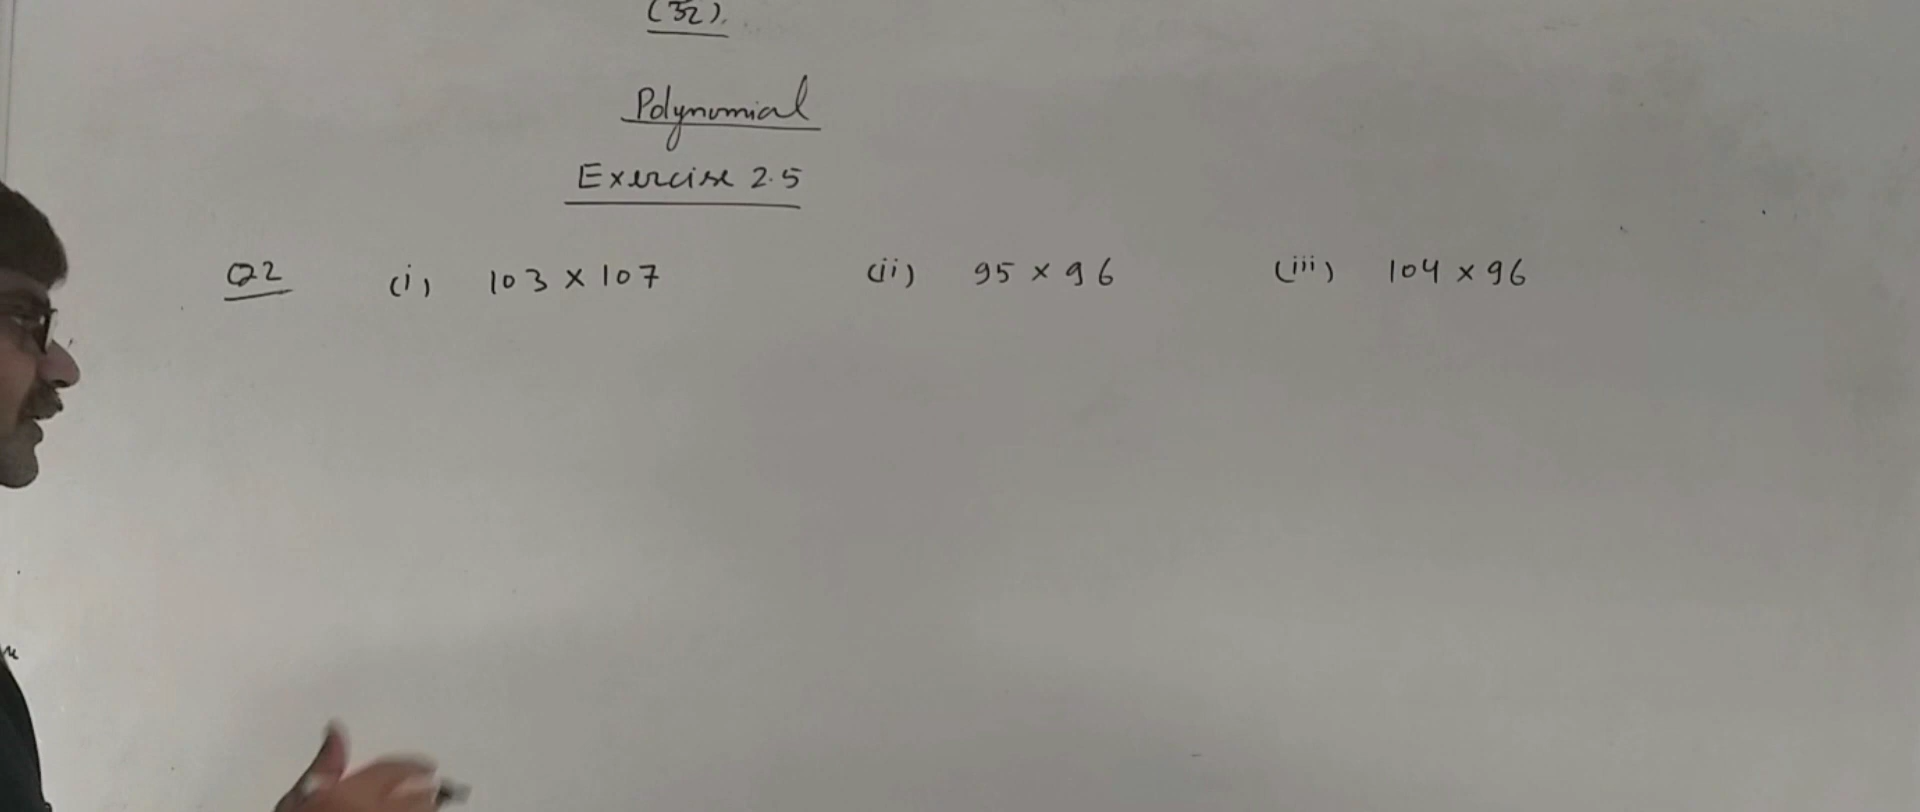 (32).
Polynomial
Exercise 2.5
Q2 (i) 103 × 107 (ii) 95 × 96 (iii) 104 × 96